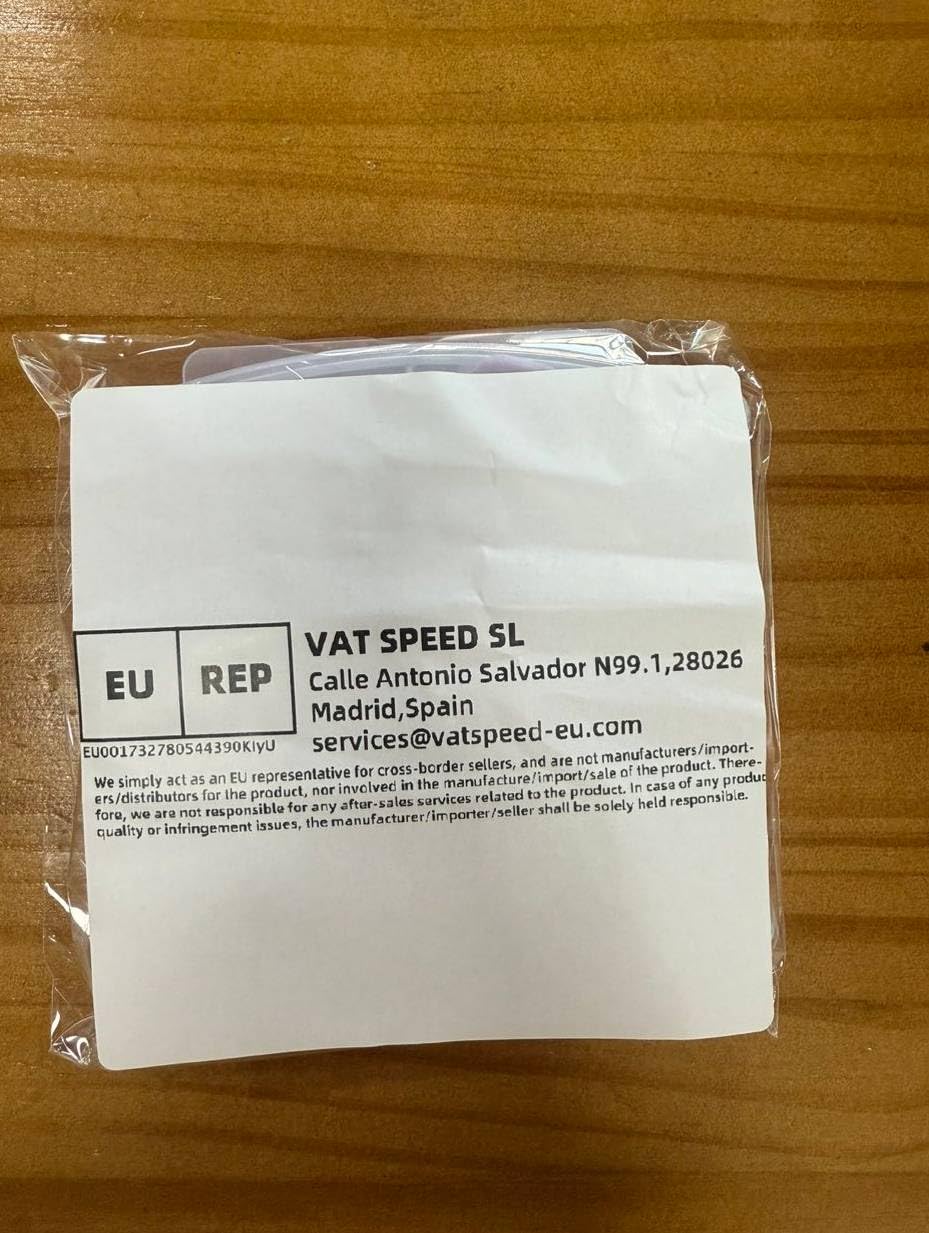 EU REP
VAT SPEED SL
Calle Antonio Salvador N99.1,28026
Madrid,Spain
services@vatspeed-eu.com
EU001732780544390KlyU
We simply act as an EU representative for cross-border sellers, and are not manufacturers/import-
ers/distributors for the product, nor involved in the manufacture/import/sale of the product. There-
fore, we are not responsible for any after-sales services related to the product. In case of any produc
quality or infringement issues, the manufacturer/importer/seller shall be solely held responsible.